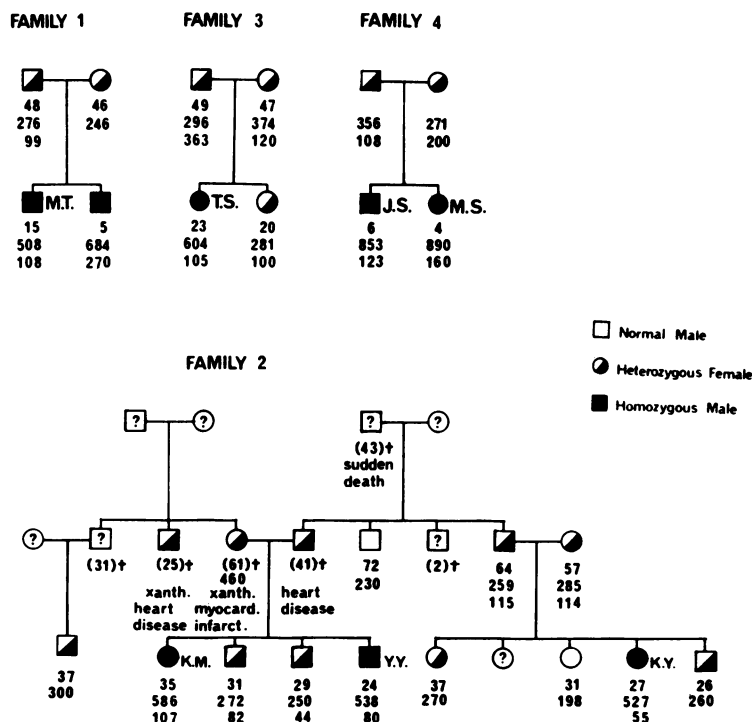 FAMILY 1 FAMILY 3 FAMILY 4
48 46 49 47
276 246 296 374 356 271
99 363 120 108 200
M.T. T.S. J.S. M.S.
15 5 23 20 6 4
508 684 604 281 853 890
108 270 105 100 123 160
Normal Male
Heterozygous Female
Homozygous Male
FAMILY 2
? ? ? ?
(43)†
sudden
death
? ? ?
(31)† (25)† (61)† (41)† 72 (2)† 64 57
460 230 259 285
115 114
xanth. xanth. heart
heart myocard. disease
disease infarct.
K.M. Y.Y. ? K.Y.
37 35 31 29 24 37 31 27 26
300 586 272 250 538 270 198 527 260
107 82 44 80 55